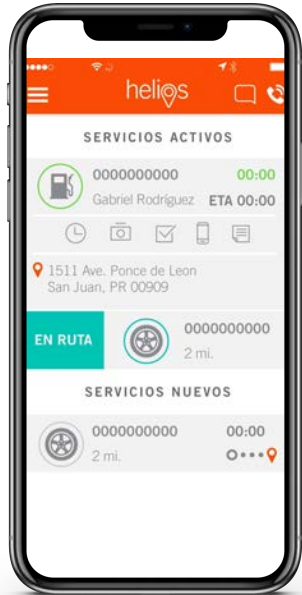 helios
SERVICIOS ACTIVOS
0000000000 00:00
Gabriel Rodríguez ETA 00:00
1511 Ave. Ponce de Leon
San Juan, PR 00909
EN RUTA
0000000000
2 mi.
SERVICIOS NUEVOS
0000000000 00:00
2 mi.